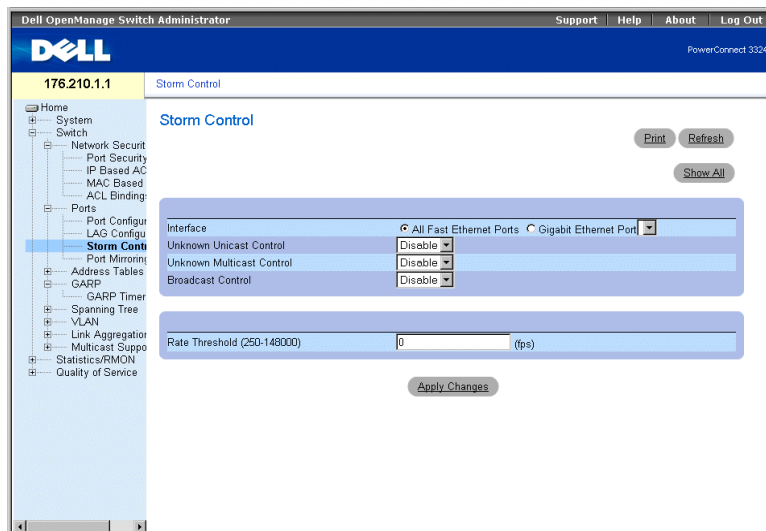 Dell OpenManage Switch Administrator
Support Help About Log Out
DELL
PowerConnect 3324
176.210.1.1
Storm Control
Home
System
Switch
Network Securit
Port Security
IP Based AC
MAC Based
ACL Binding
Ports
Port Configur
LAG Configu
Storm Cont
Port Mirroring
Address Tables
GARP
GARP Timer
Spanning Tree
VLAN
Link Aggregation
Multicast Suppo
Statistics/RMON
Quality of Service
Storm Control
Print Refresh
Show All
Interface All Fast Ethernet Ports Gigabit Ethernet Port
Unknown Unicast Control Disable
Unknown Multicast Control Disable
Broadcast Control Disable
Rate Threshold (250-148000) 0 (fps)
Apply Changes